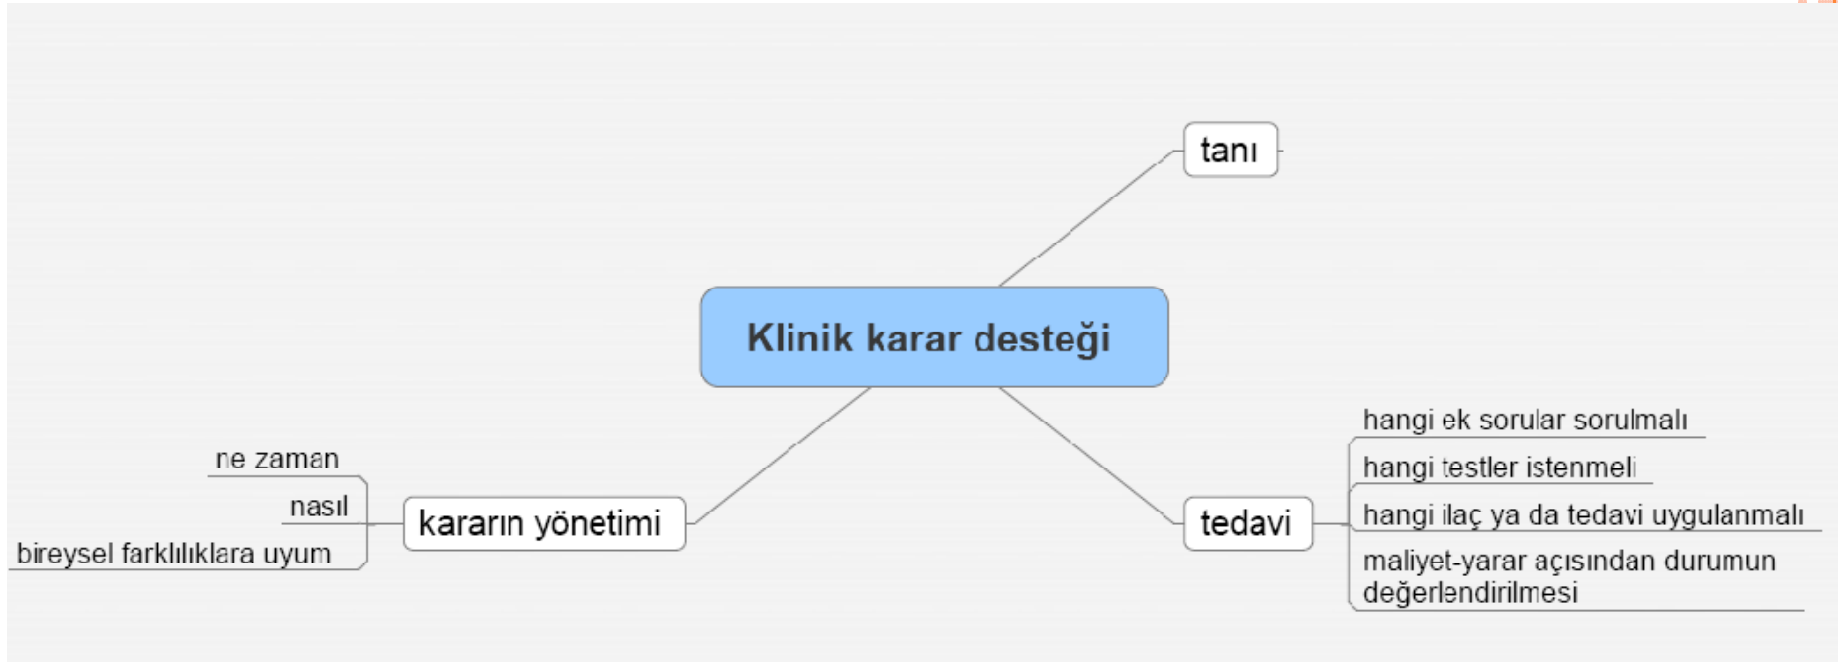 tanı
Klinik karar desteği
ne zaman
nasıl
bireysel farklılıklara uyum
kararın yönetimi
tedavi
hangi ek sorular sorulmalı
hangi testler istenmeli
hangi ilaç ya da tedavi uygulanmalı
maliyet-yarar açısından durumun
değerlendirilmesi